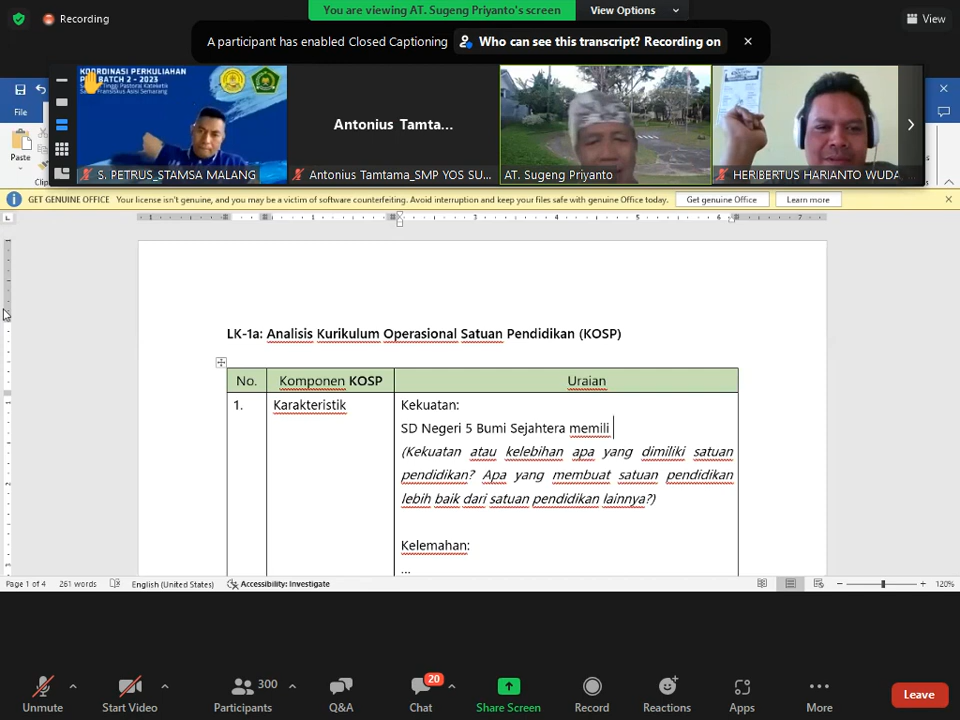 Recording
You are viewing AT. Sugeng Priyanto's screen
View Options
View
A participant has enabled Closed Captioning
Who can see this transcript? Recording on
KOORDINASI PERKULIAHAN
BATCH 2 - 2023
Antonius Tamta...
S. PETRUS_STAMSA MALANG
Antonius Tamtama_SMP YOS SU...
AT. Sugeng Priyanto
HERIBERTUS HARIANTO WUDA
File
Paste
GET GENUINE OFFICE Your license isn't genuine, and you may be a victim of software counterfeiting. Avoid interruption and keep your files safe with genuine Office today.
Get genuine Office
Learn more
LK-1a: Analisis Kurikulum Operasional Satuan Pendidikan (KOSP)
No.
Komponen KOSP
Uraian
1.
Karakteristik
Kekuatan:
SD Negeri 5 Bumi Sejahtera memili
(Kekuatan atau kelebihan apa yang dimiliki satuan
pendidikan? Apa yang membuat satuan pendidikan
lebih baik dari satuan pendidikan lainnya?)
Kelemahan:
...
Page 1 of 4
261 words
English (United States)
Accessibility: Investigate
120%
Unmute
Start Video
300
Participants
Q&A
20
Chat
Share Screen
Record
Reactions
Apps
More
Leave